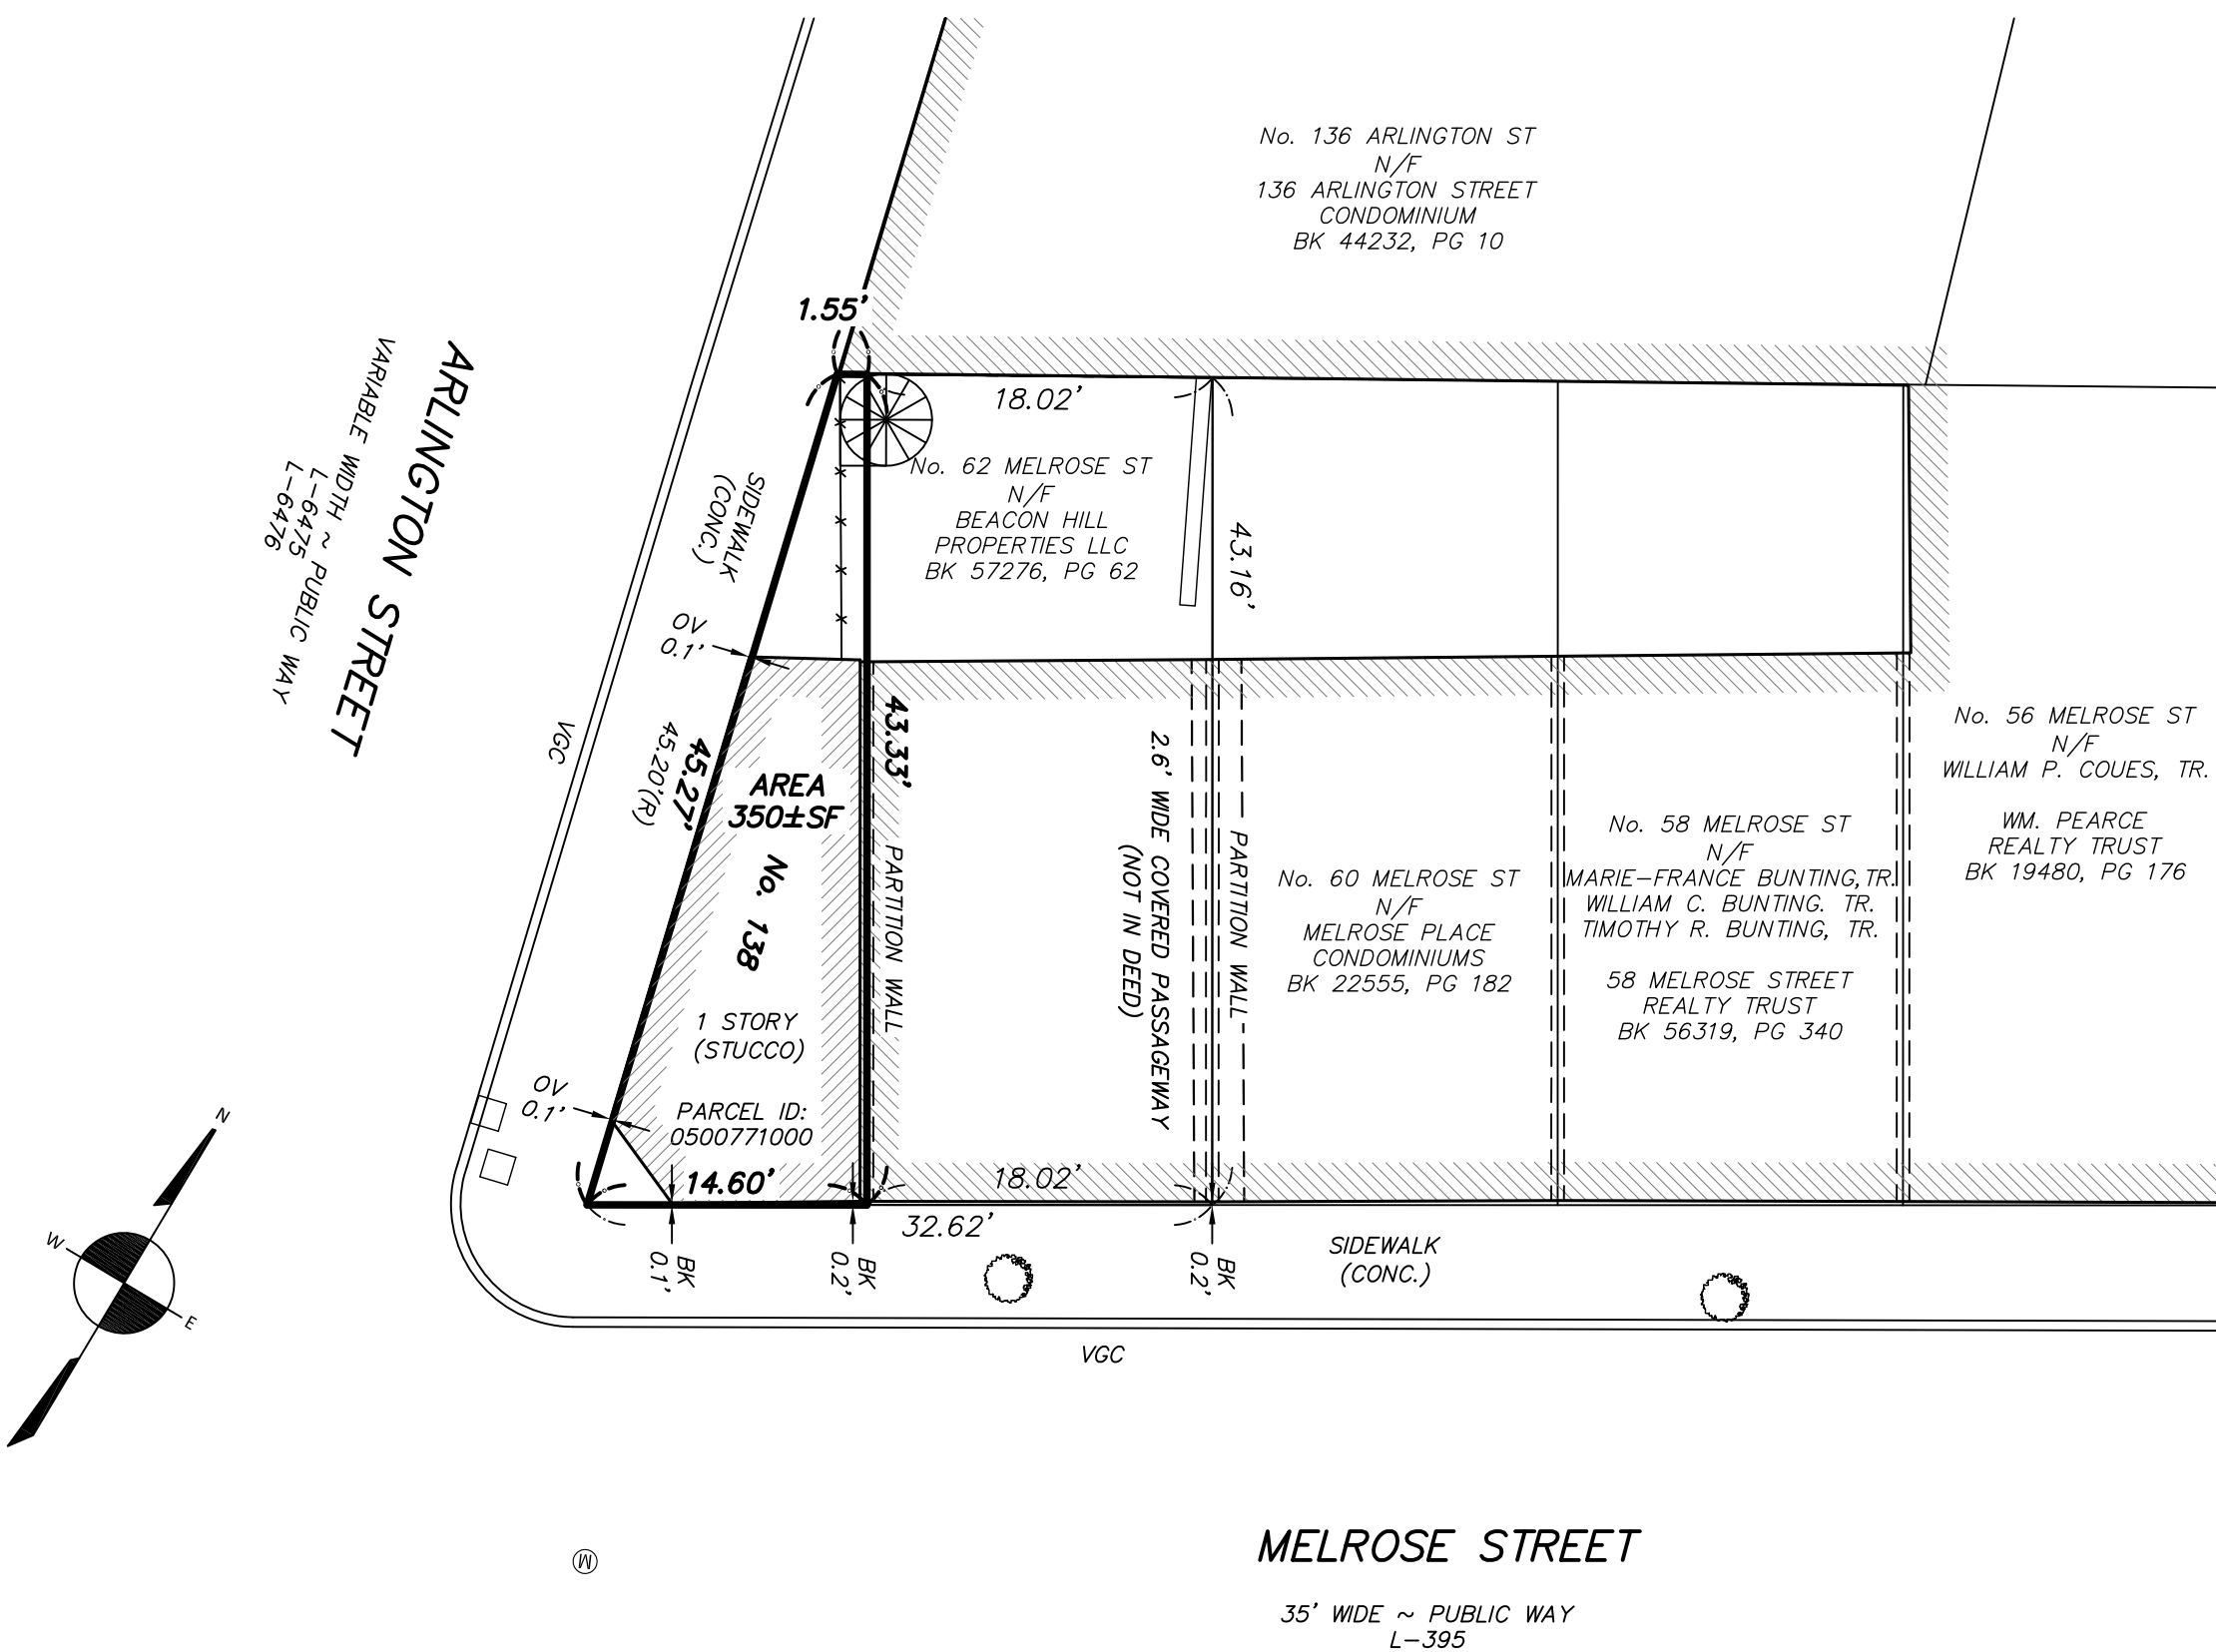 No. 136 ARLINGTON ST
N/F
136 ARLINGTON STREET
CONDOMINIUM
BK 44232, PG 10
1.55'
18.02'
ARLINGTON STREET
VARIABLE WIDTH ~ PUBLIC WAY
L-6475
L-6476
SIDEWALK
(CONC.)
No. 62 MELROSE ST
N/F
BEACON HILL
PROPERTIES LLC
BK 57276, PG 62
43.16'
OV
0.1'
VGC
45.27'
45.20'(R)
43.33'
AREA
350±SF
No. 138
1 STORY
(STUCCO)
PARCEL ID:
0500771000
14.60'
PARTITION WALL
2.6' WIDE COVERED PASSAGEWAY
(NOT IN DEED)
PARTITION WALL
No. 60 MELROSE ST
N/F
MELROSE PLACE
CONDOMINIUMS
BK 22555, PG 182
No. 58 MELROSE ST
N/F
MARIE-FRANCE BUNTING,TR.
WILLIAM C. BUNTING. TR.
TIMOTHY R. BUNTING, TR.
58 MELROSE STREET
REALTY TRUST
BK 56319, PG 340
No. 56 MELROSE ST
N/F
WILLIAM P. COUES, TR.
WM. PEARCE
REALTY TRUST
BK 19480, PG 176
OV
0.1'
18.02'
32.62'
BK
0.1'
BK
0.2'
BK
0.2'
SIDEWALK
(CONC.)
VGC
N
W
E
M
MELROSE STREET
35' WIDE ~ PUBLIC WAY
L-395